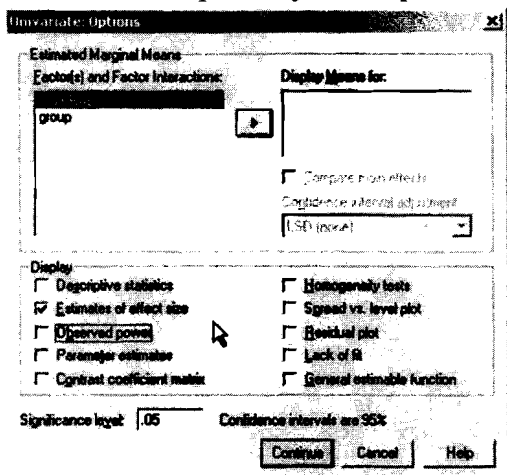 Univariate: Options
Estimated Marginal Means
Factor(s) and Factor Interactions:
group
Display Means for:
Compare main effects
Confidence interval adjustment
LSD (none)
Display
Descriptive statistics
Estimates of effect size
Observed power
Parameter estimates
Contrast coefficient matrix
Homogeneity tests
Spread vs. level plot
Residual plot
Lack of fit
General estimable function
Significance level: .05
Confidence intervals are 95%
Continue
Cancel
Help